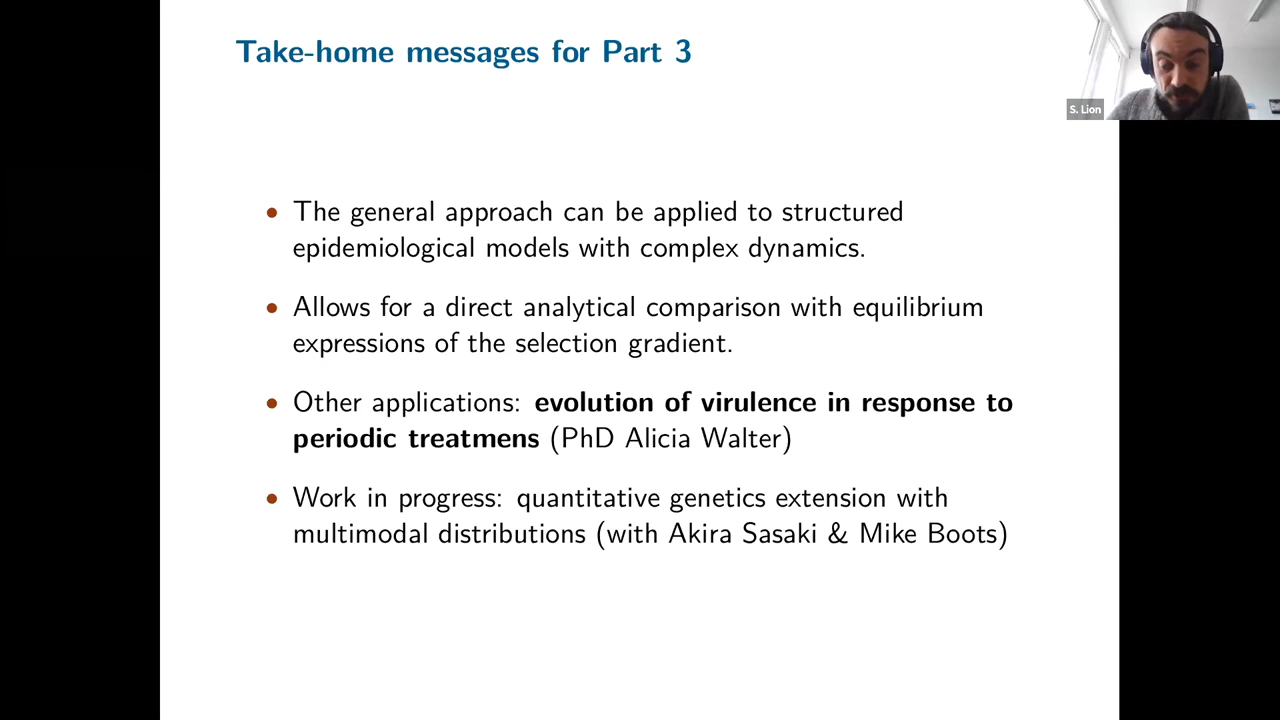 Take-home messages for Part 3
S. Lion
• The general approach can be applied to structured
epidemiological models with complex dynamics.
• Allows for a direct analytical comparison with equilibrium
expressions of the selection gradient.
• Other applications: evolution of virulence in response to
periodic treatmens (PhD Alicia Walter)
• Work in progress: quantitative genetics extension with
multimodal distributions (with Akira Sasaki & Mike Boots)